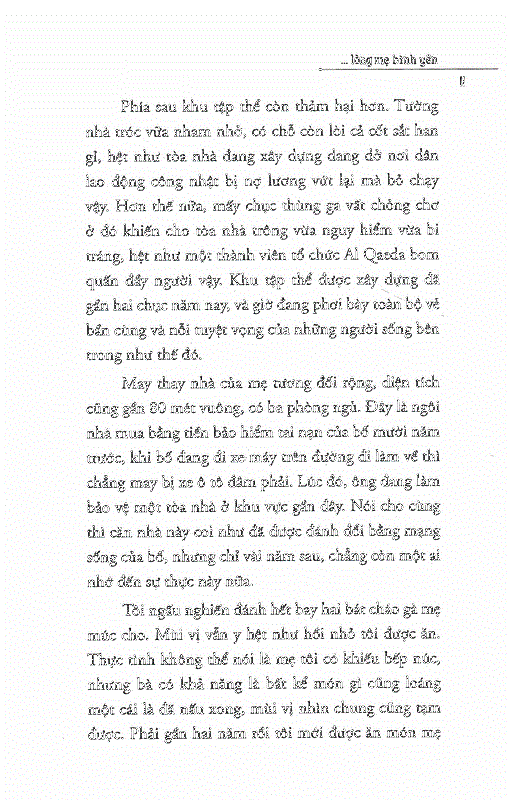 ... lòng mẹ bình yên
Phía sau khu tập thể còn thảm hại hơn. Tường
nhà tróc vữa nham nhở, có chỗ còn lòi cả cốt sắt han
gỉ, hệt như tòa nhà đang xây dựng dang dở nơi dân
lao động công nhật bị nợ lương vứt lại mà bỏ chạy
vậy. Hơn thế nữa, mấy chục thùng ga vất chỏng chơ
ở đó khiến cho tòa nhà trông vừa nguy hiểm vừa bi
tráng, hệt như một thành viên tổ chức Al Qaeda bom
quấn đầy người vậy. Khu tập thể được xây dựng đã
gần hai chục năm nay, và giờ đang phơi bày toàn bộ vẻ
bần cùng và nỗi tuyệt vọng của những người sống bên
trong như thế đó.
May thay nhà của mẹ tương đối rộng, diện tích
cũng gần 80 mét vuông, có ba phòng ngủ. Đây là ngôi
nhà mua bằng tiền bảo hiểm tai nạn của bố mười năm
trước, khi bố đang đi xe máy trên đường đi làm về thì
chẳng may bị xe ô tô đâm phải. Lúc đó, ông đang làm
bảo vệ một tòa nhà ở khu vực gần đây. Nói cho cùng
thì căn nhà này coi như đã được đánh đổi bằng mạng
sống của bố, nhưng chỉ vài năm sau, chẳng còn một ai
nhớ đến sự thực này nữa.
Tôi ngấu nghiến đánh hết bay hai bát cháo gà mẹ
múc cho. Mùi vị vẫn y hệt như hồi nhỏ tôi được ăn.
Thực tình không thể nói là mẹ tôi có khiếu bếp núc,
nhưng bà có khả năng là bất kể món gì cũng loáng
một cái là đã nấu xong, mùi vị nhìn chung cũng tạm
được. Phải gần hai năm rồi tôi mới được ăn món mẹ